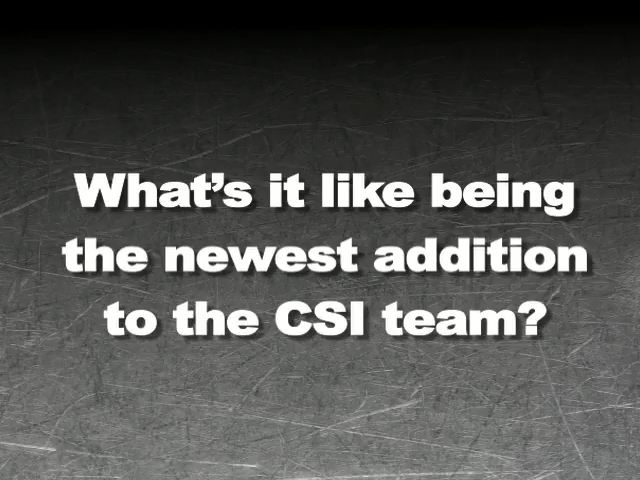 What's it like being
the newest addition
to the CSI team?